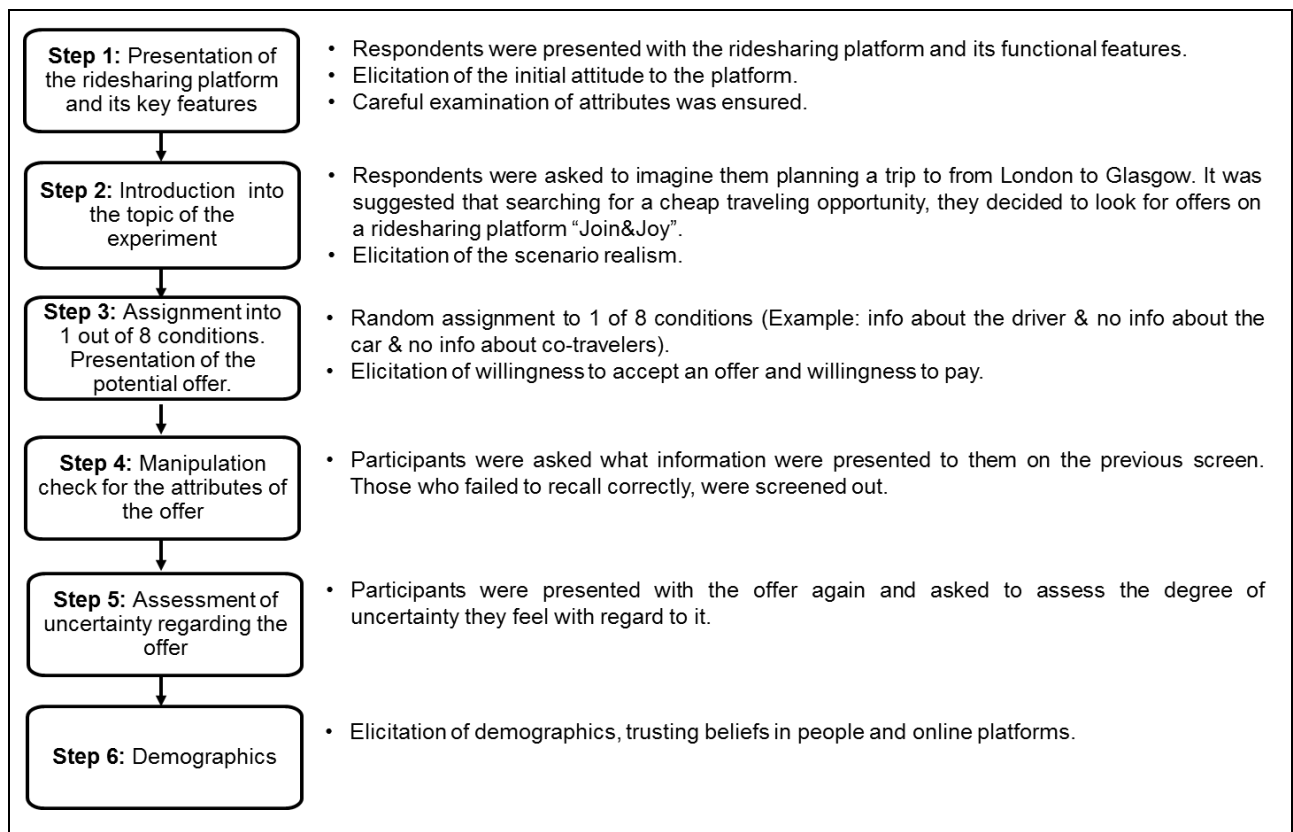 Step 1: Presentation of
the ridesharing platform
and its key features
• Respondents were presented with the ridesharing platform and its functional features.
• Elicitation of the initial attitude to the platform.
• Careful examination of attributes was ensured.
Step 2: Introduction into
the topic of the
experiment
• Respondents were asked to imagine them planning a trip to from London to Glasgow. It was
suggested that searching for a cheap traveling opportunity, they decided to look for offers on
a ridesharing platform “Join&Joy”.
• Elicitation of the scenario realism.
Step 3: Assignment into
1 out of 8 conditions.
Presentation of the
potential offer.
• Random assignment to 1 of 8 conditions (Example: info about the driver & no info about the
car & no info about co-travelers).
• Elicitation of willingness to accept an offer and willingness to pay.
Step 4: Manipulation
check for the attributes of
the offer
• Participants were asked what information were presented to them on the previous screen.
Those who failed to recall correctly, were screened out.
Step 5: Assessment of
uncertainty regarding the
offer
• Participants were presented with the offer again and asked to assess the degree of
uncertainty they feel with regard to it.
Step 6: Demographics
• Elicitation of demographics, trusting beliefs in people and online platforms.